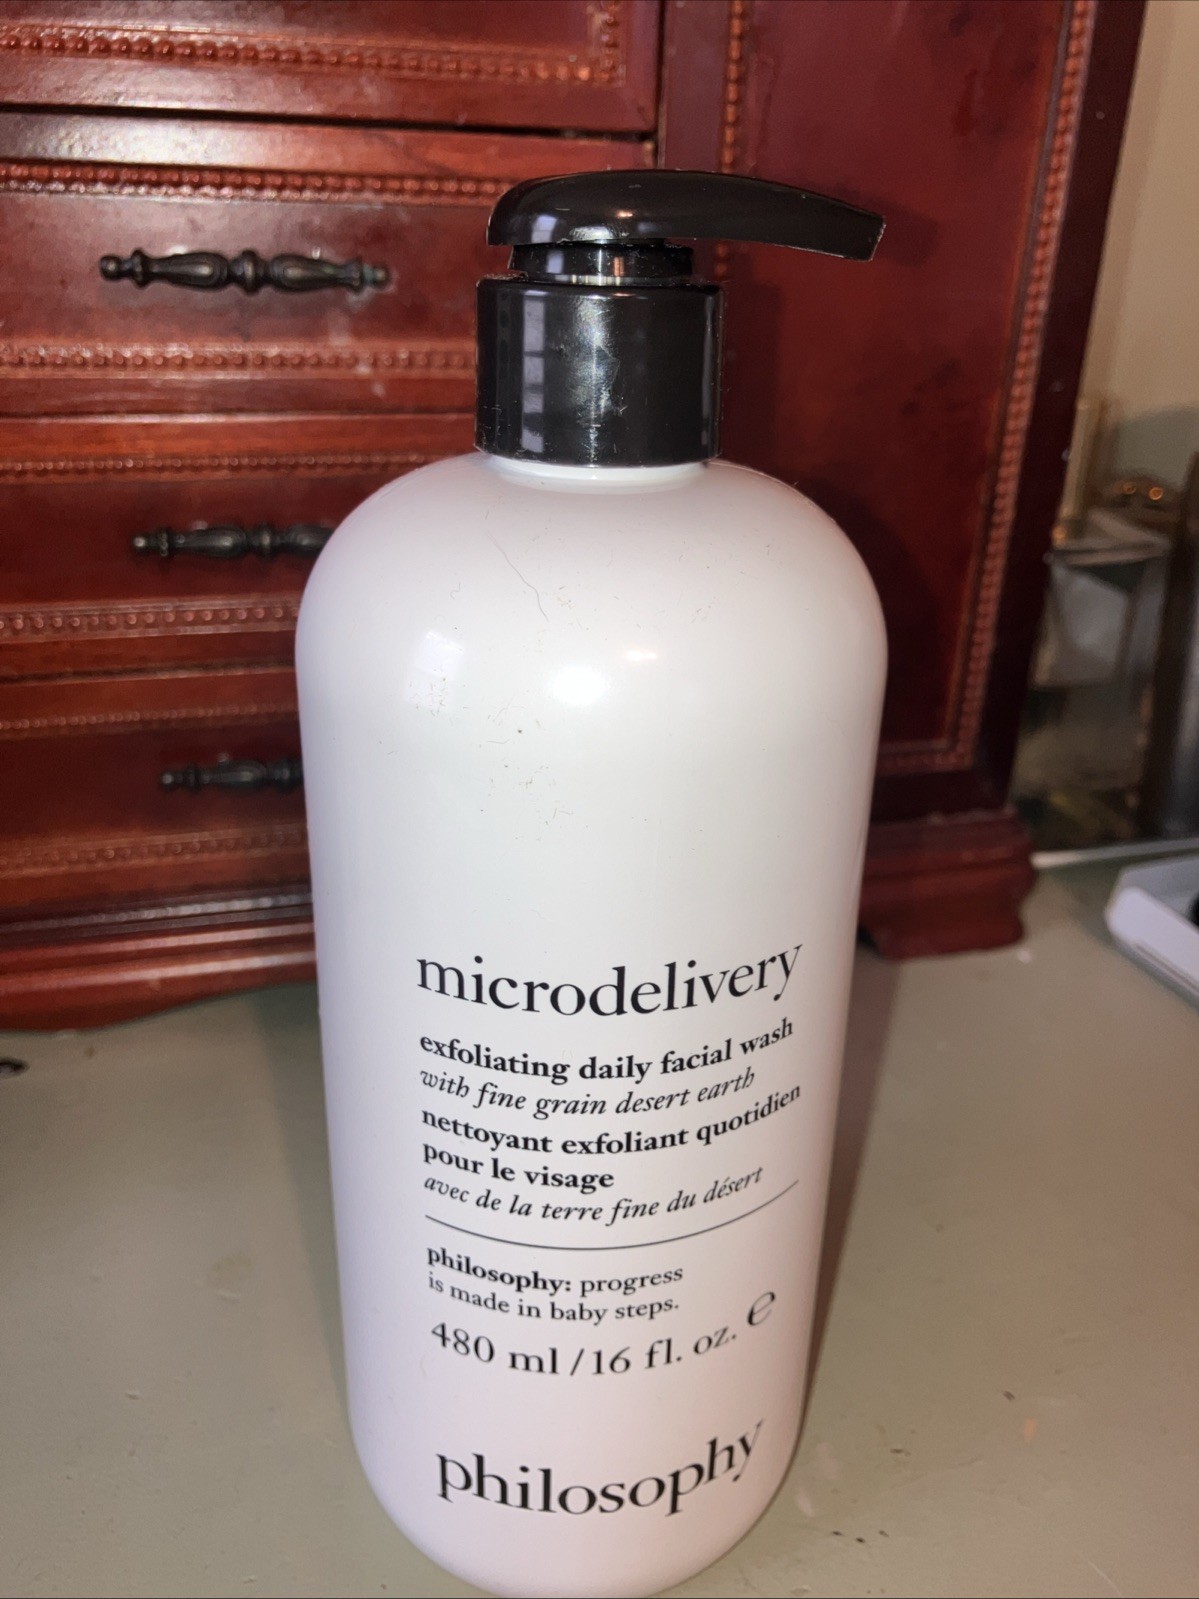 microdelivery
exfoliating daily facial wash
with fine grain desert earth
nettoyant exfoliant quotidien
pour le visage
avec de la terre fine du désert
philosophy: progress
is made in baby steps.
480 ml / 16 fl. oz. ℮
philosophy